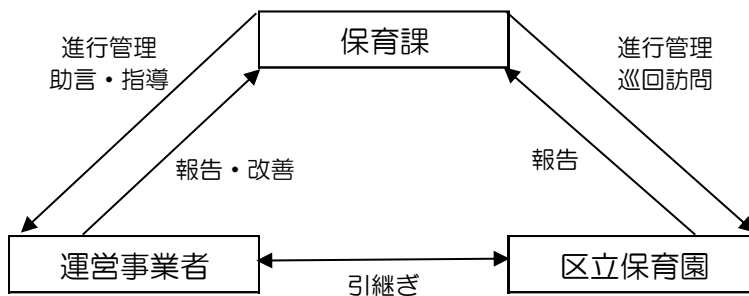 保育課
進行管理
助言・指導
進行管理
巡回訪問
報告・改善
報告
運営事業者
区立保育園
引継ぎ